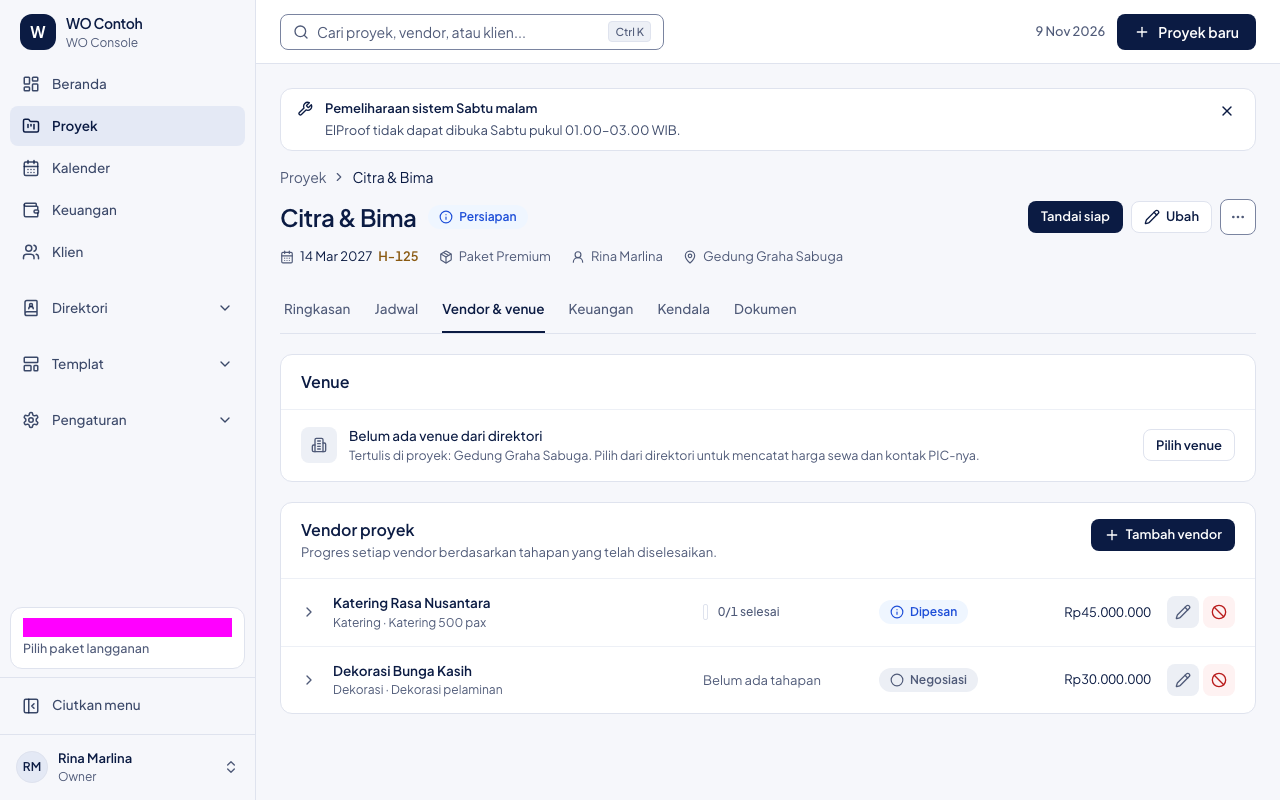 W
WO Contoh
WO Console
Cari proyek, vendor, atau klien...
Ctrl K
9 Nov 2026
Proyek baru
Beranda
Proyek
Kalender
Keuangan
Klien
Direktori
Templat
Pengaturan
Pilih paket langganan
Ciutkan menu
RM
Rina Marlina
Owner
Pemeliharaan sistem Sabtu malam
ElProof tidak dapat dibuka Sabtu pukul 01.00–03.00 WIB.
Proyek
Citra & Bima
Citra & Bima
Persiapan
Tandai siap
Ubah
14 Mar 2027 H-125
Paket Premium
Rina Marlina
Gedung Graha Sabuga
Ringkasan
Jadwal
Vendor & venue
Keuangan
Kendala
Dokumen
Venue
Belum ada venue dari direktori
Tertulis di proyek: Gedung Graha Sabuga. Pilih dari direktori untuk mencatat harga sewa dan kontak PIC-nya.
Pilih venue
Vendor proyek
Progres setiap vendor berdasarkan tahapan yang telah diselesaikan.
Tambah vendor
Katering Rasa Nusantara
Katering · Katering 500 pax
0/1 selesai
Dipesan
Rp45.000.000
Dekorasi Bunga Kasih
Dekorasi · Dekorasi pelaminan
Belum ada tahapan
Negosiasi
Rp30.000.000